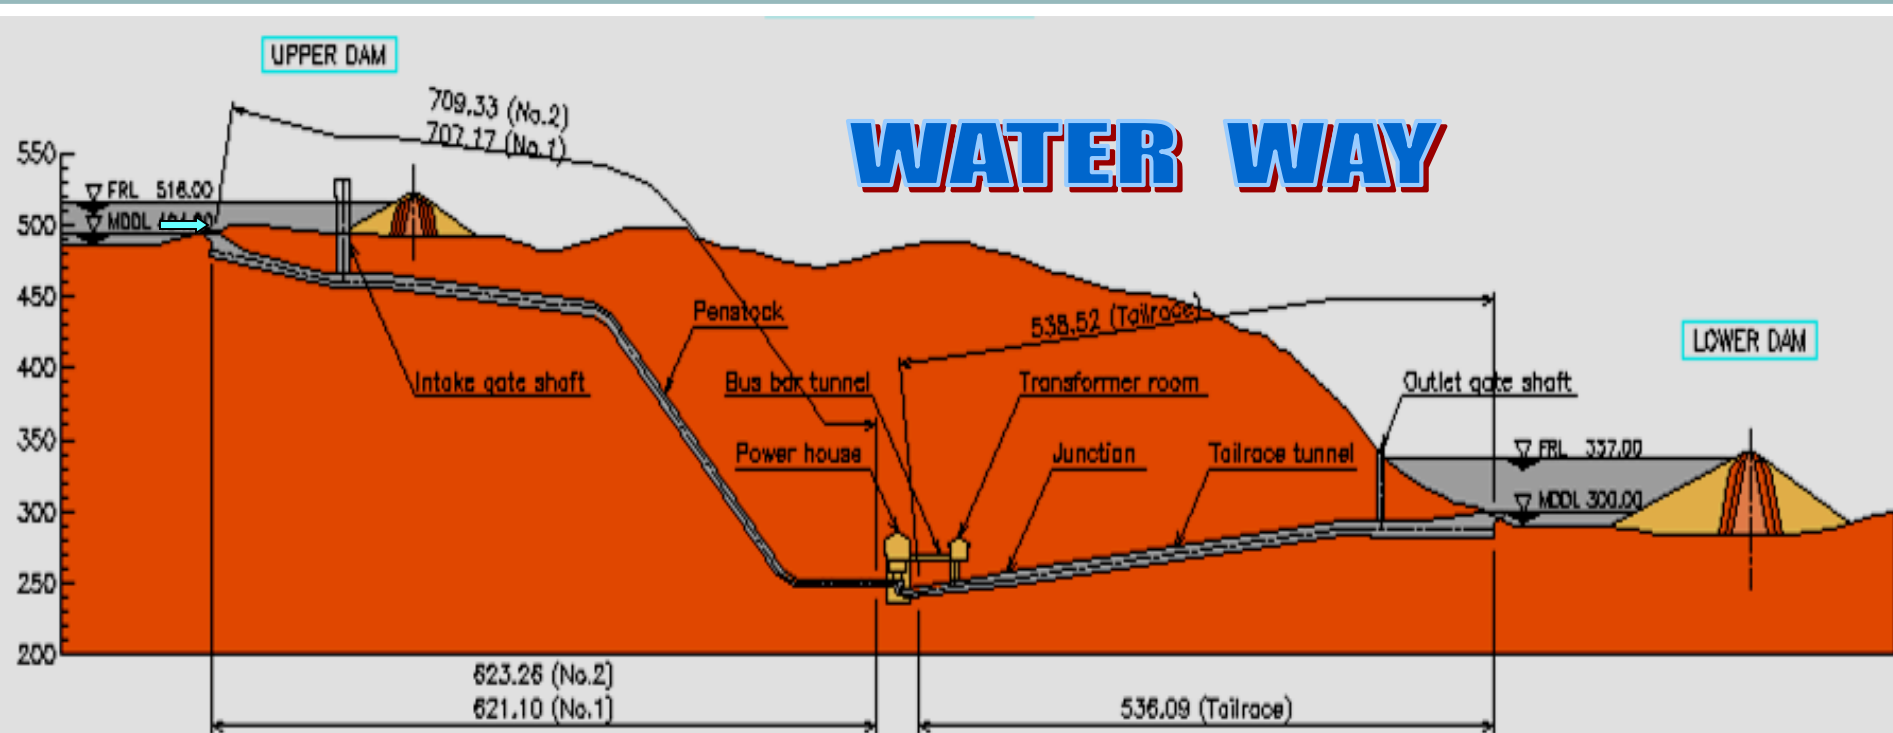 UPPER DAM
709.33 (No.2)
707.17 (No.1)
WATER WAY
550
FRL 516.00
500
MDDL
450
Penstock
538.52 (Tailrace)
LOWER DAM
400
Intake gate shaft
Bus bar tunnel
Transformer room
Outlet gate shaft
350
Power house
Junction
Tailrace tunnel
FRL 337.00
300
MDDL 300.00
250
200
623.26 (No.2)
621.10 (No.1)
536.09 (Tailrace)